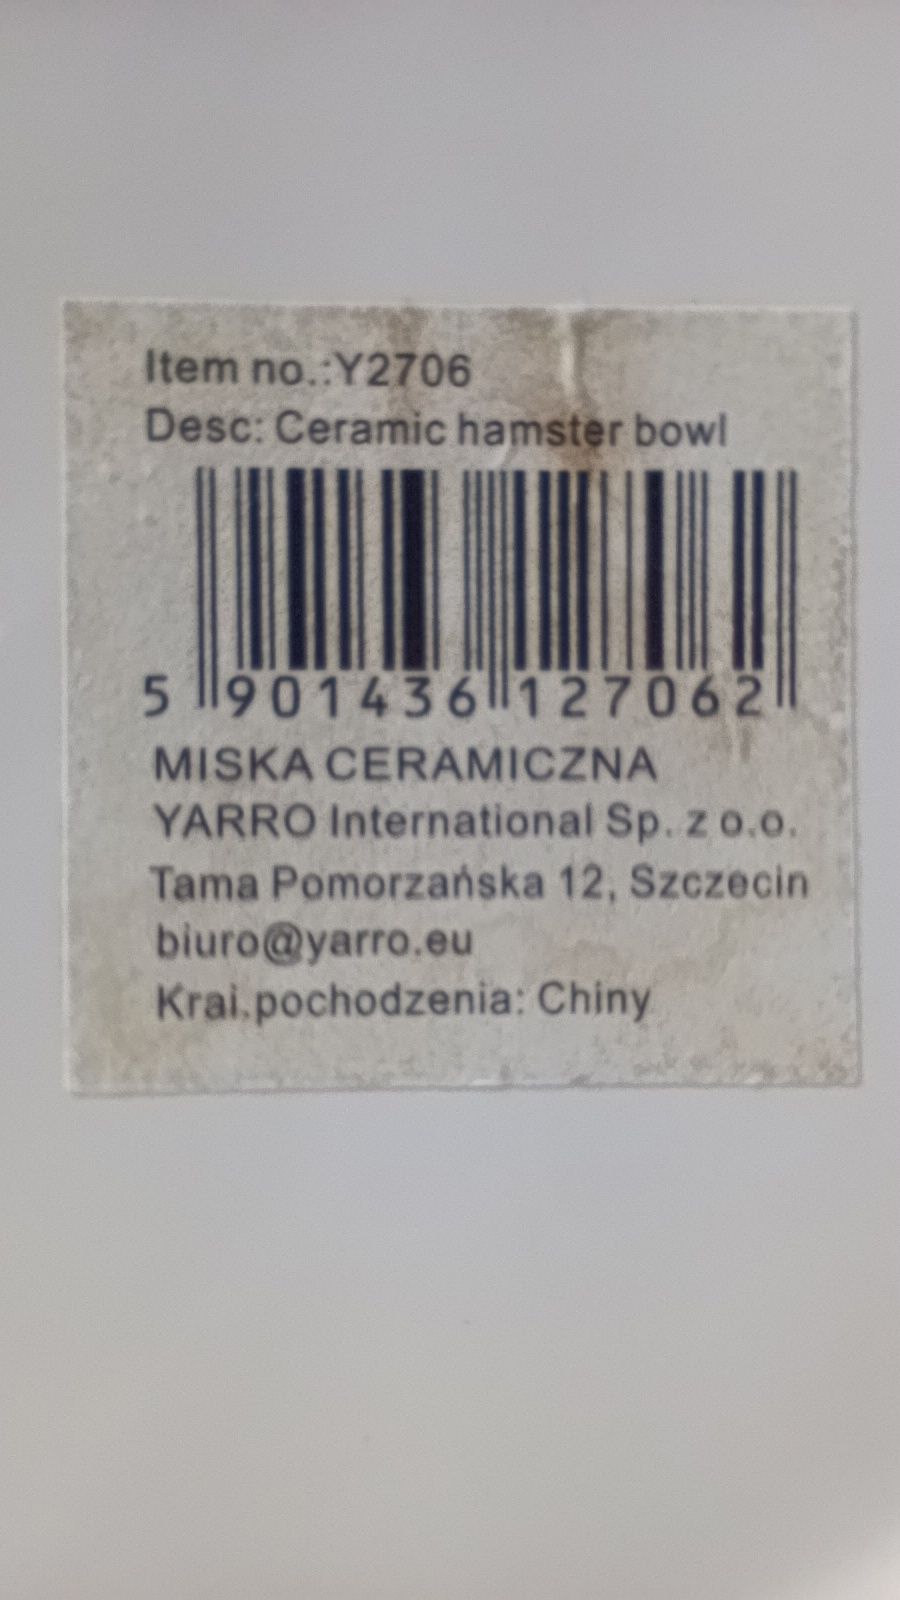 Item no.:Y2706
Desc: Ceramic hamster bowl
5 901436 127062
MISKA CERAMICZNA
YARRO International Sp. z o.o.
Tama Pomorzańska 12, Szczecin
biuro@yarro.eu
Krai.pochodzenia: Chiny